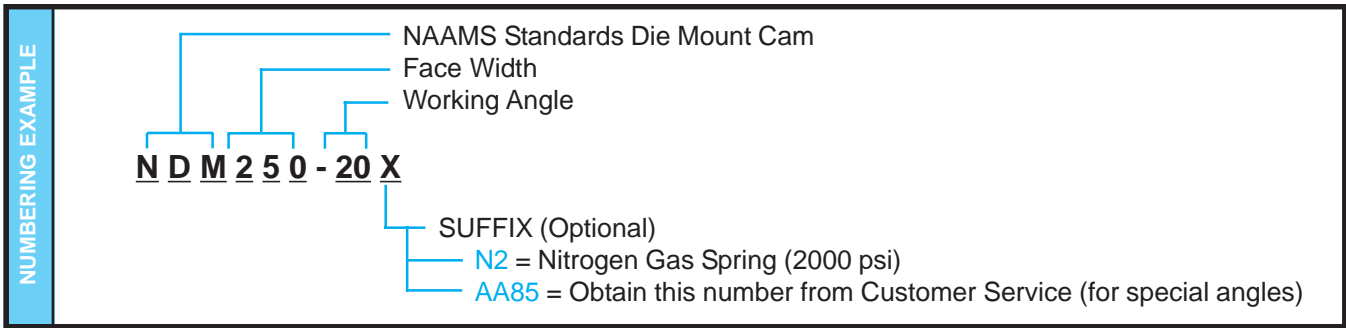 NUMBERING EXAMPLE
NAAMS Standards Die Mount Cam
Face Width
Working Angle
N D M 2 5 0 - 20 X
SUFFIX (Optional)
N2 = Nitrogen Gas Spring (2000 psi)
AA85 = Obtain this number from Customer Service (for special angles)